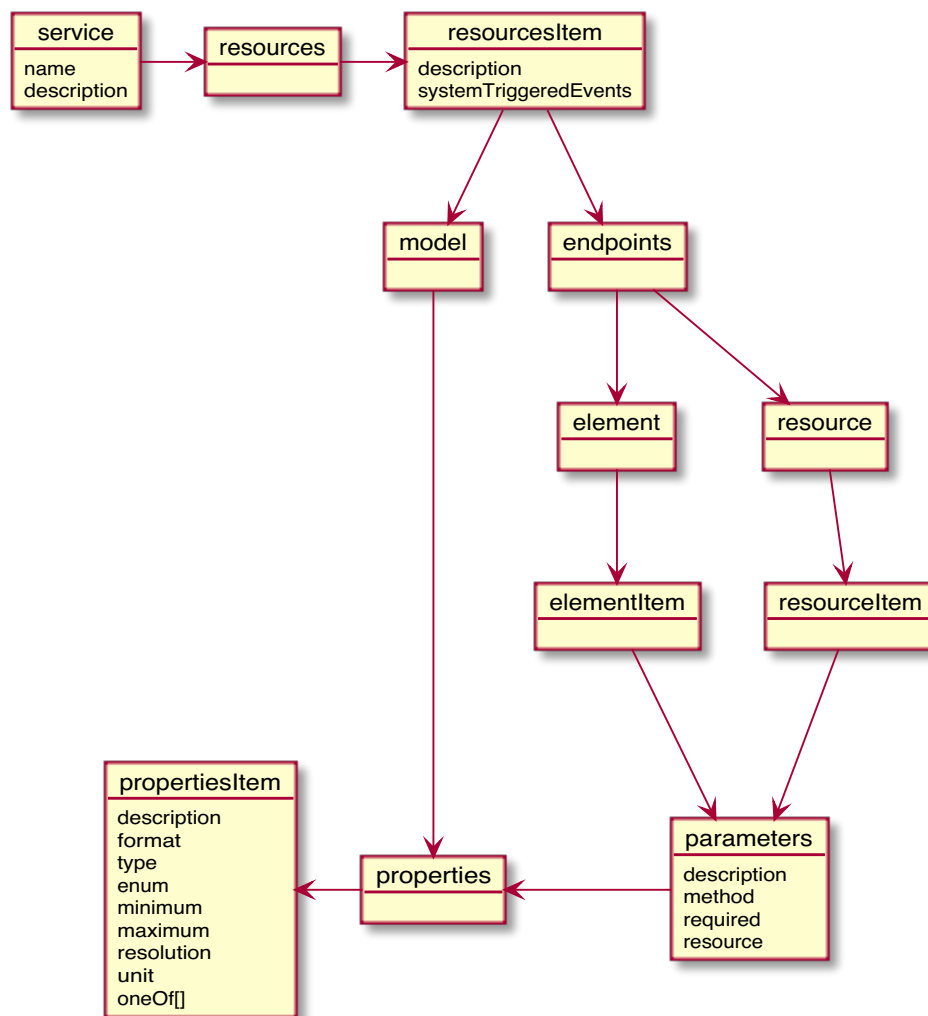 service
name
description
resources
resourcesItem
description
systemTriggeredEvents
model
endpoints
element
resource
elementItem
resourceItem
propertiesItem
description
format
type
enum
minimum
maximum
resolution
unit
oneOf[]
properties
parameters
description
method
required
resource